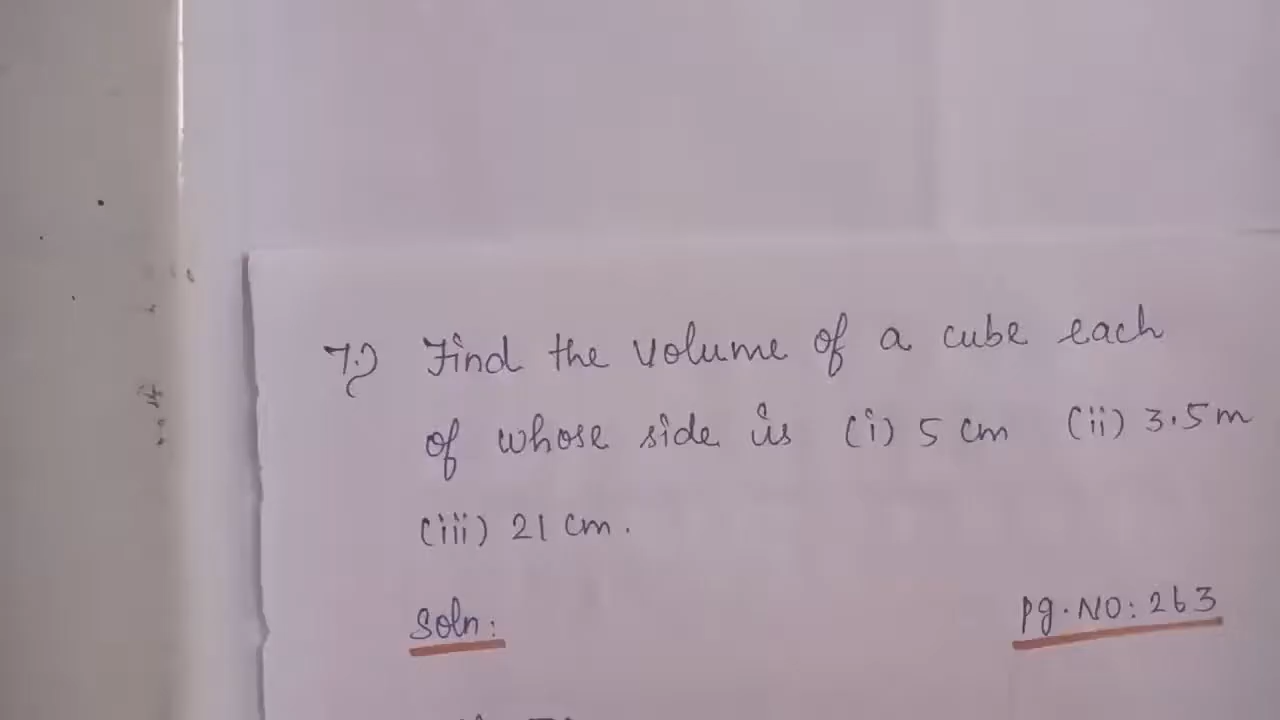 7.) Find the volume of a cube each
of whose side is (i) 5 cm (ii) 3.5 m
(iii) 21 cm.
Soln:
Pg.NO: 263